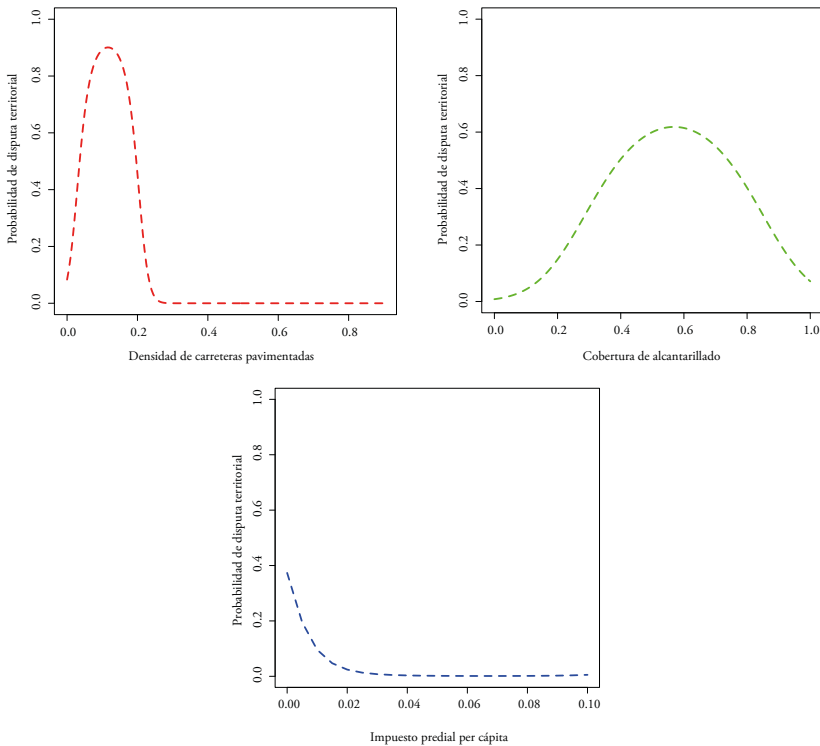 Probabilidad de disputa territorial
0.0 0.2 0.4 0.6 0.8 1.0
0.0 0.2 0.4 0.6 0.8
Densidad de carreteras pavimentadas
Probabilidad de disputa territorial
0.0 0.2 0.4 0.6 0.8 1.0
0.0 0.2 0.4 0.6 0.8 1.0
Cobertura de alcantarillado
Probabilidad de disputa territorial
0.0 0.2 0.4 0.6 0.8 1.0
0.00 0.02 0.04 0.06 0.08 0.10
Impuesto predial per cápita